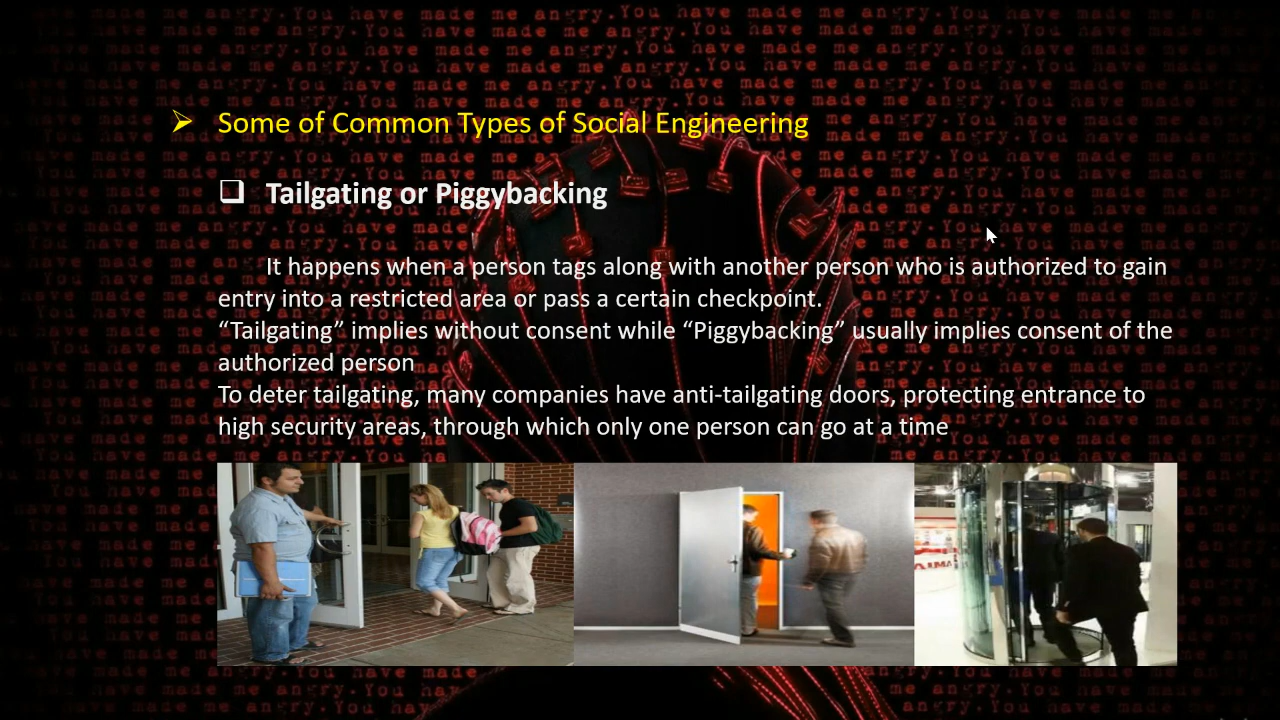 Some of Common Types of Social Engineering
Tailgating or Piggybacking
It happens when a person tags along with another person who is authorized to gain
entry into a restricted area or pass a certain checkpoint.
“Tailgating” implies without consent while “Piggybacking” usually implies consent of the
authorized person
To deter tailgating, many companies have anti-tailgating doors, protecting entrance to
high security areas, through which only one person can go at a time